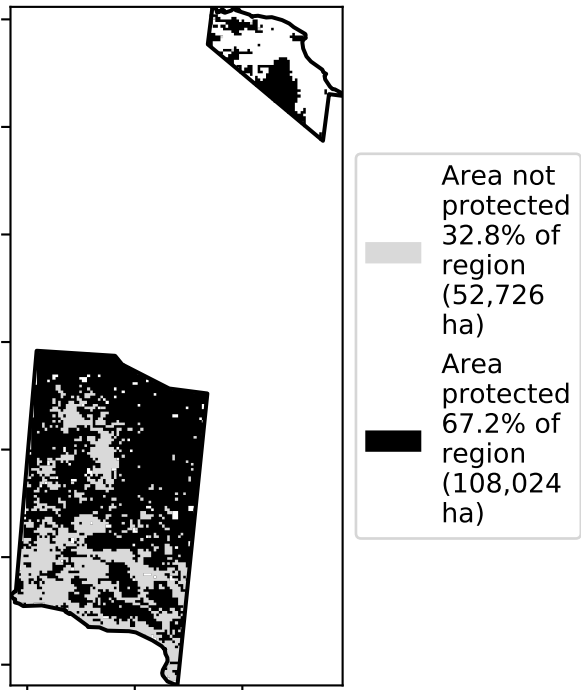 Area not
protected
32.8% of
region
(52,726
ha)
Area
protected
67.2% of
region
(108,024
ha)